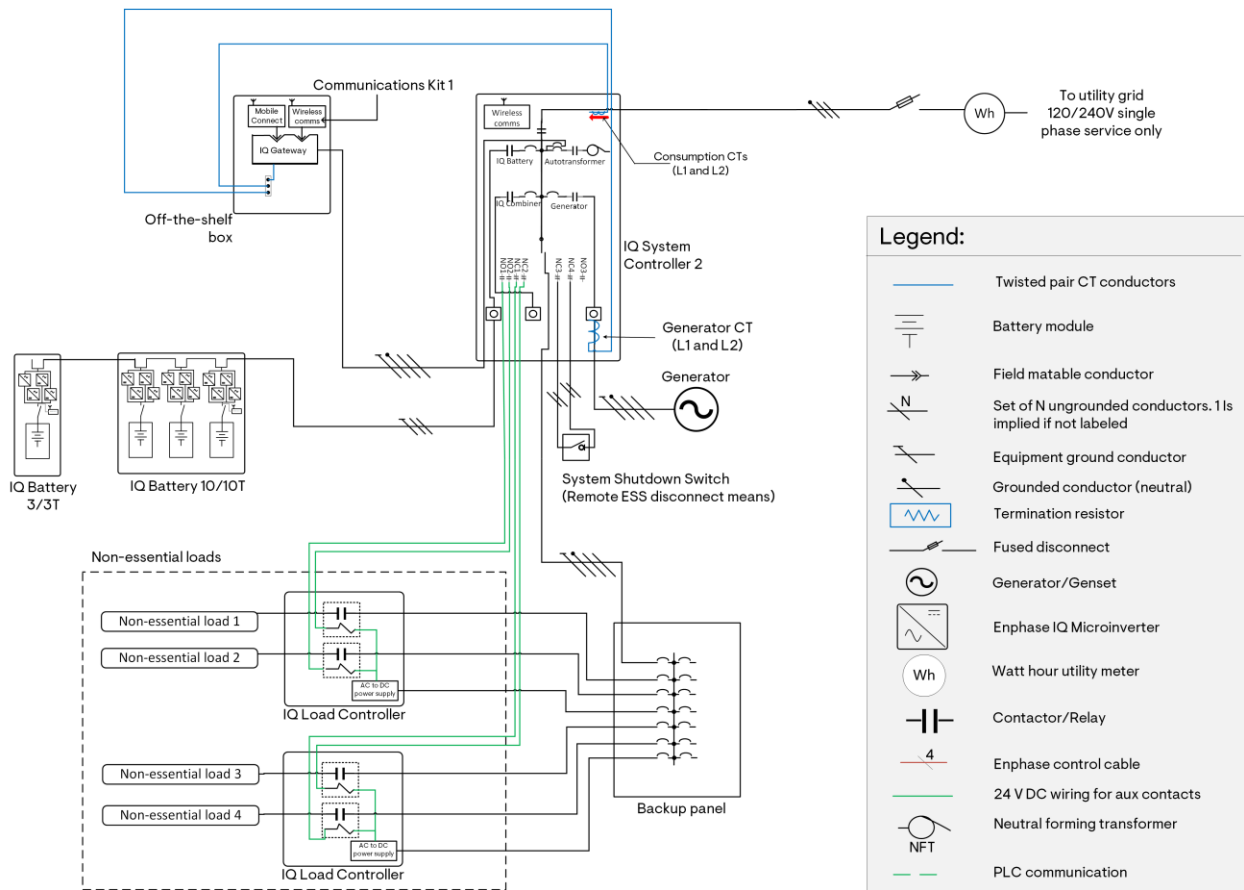 Communications Kit 1
Mobile
Connect
Wireless
comms
IQ Gateway
Off-the-shelf
box
Wireless
comms
IQ Battery
Autotransformer
IQ Combiner
Generator
Consumption CTs
(L1 and L2)
Wh
To utility grid
120/240V single
phase service only
IQ System
Controller 2
NO1
NO2
NC1
NC2
NC3
NC4
NO3
Generator CT
(L1 and L2)
Generator
System Shutdown Switch
(Remote ESS disconnect means)
IQ Battery
3/3T
IQ Battery 10/10T
Non-essential loads
Non-essential load 1
Non-essential load 2
AC to DC
power supply
IQ Load Controller
Non-essential load 3
Non-essential load 4
AC to DC
power supply
IQ Load Controller
Backup panel
Legend:
Twisted pair CT conductors
Battery module
Field matable conductor
N
Set of N ungrounded conductors. 1 Is
implied if not labeled
Equipment ground conductor
Grounded conductor (neutral)
Termination resistor
Fused disconnect
Generator/Genset
Enphase IQ Microinverter
Wh
Watt hour utility meter
Contactor/Relay
4
Enphase control cable
24 V DC wiring for aux contacts
Neutral forming transformer
NFT
PLC communication